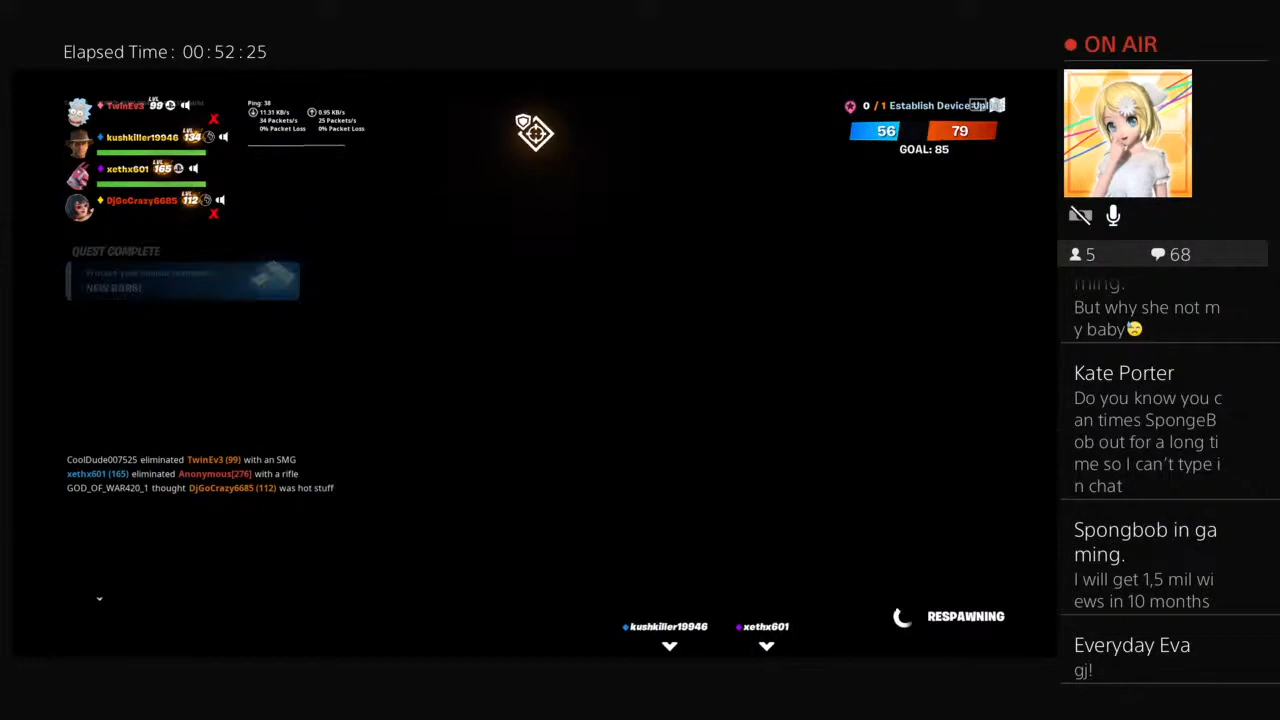 Elapsed Time: 00:52:25
ON AIR
TwinEv3 LVL 99
kushkiller19946 LVL 134
xethx601 LVL 165
DjGoCrazy6685 LVL 112
X
X
Ping: 38
11.31 KB/s 0.95 KB/s
34 Packets/s 25 Packets/s
0% Packet Loss 0% Packet Loss
0 / 1 Establish Device
56 79
GOAL: 85
QUEST COMPLETE
NEW BARS!
CoolDude007525 eliminated TwinEv3 (99) with an SMG
xethx601 (165) eliminated Anonymous[276] with a rifle
GOD_OF_WAR420_1 thought DjGoCrazy6685 (112) was hot stuff
kushkiller19946 xethx601
RESPAWNING
5 68
ming.
But why she not m
y baby😓
Kate Porter
Do you know you c
an times SpongeB
ob out for a long ti
me so I can’t type i
n chat
Spongbob in ga
ming.
I will get 1,5 mil wi
ews in 10 months
Everyday Eva
gj!